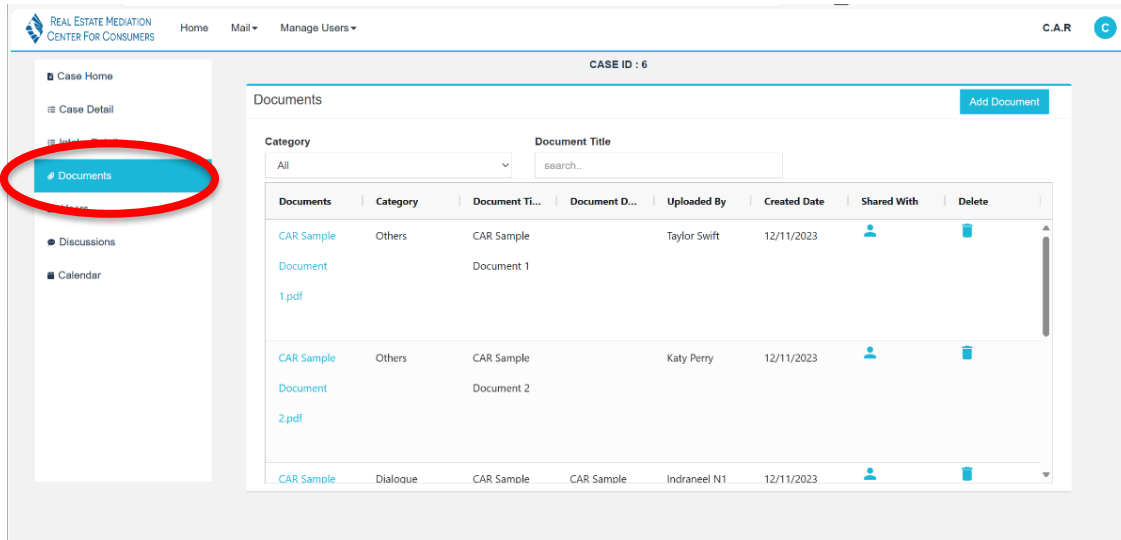 REAL ESTATE MEDIATION
CENTER FOR CONSUMERS
Home
Mail
Manage Users
C.A.R
C
CASE ID : 6
Case Home
Case Detail
Documents
Discussions
Calendar
Documents
Add Document
Category
Document Title
All
search..
Documents Category Document Ti... Document D... Uploaded By Created Date Shared With Delete
CAR Sample Others CAR Sample Taylor Swift 12/11/2023
Document Document 1
1.pdf
CAR Sample Others CAR Sample Katy Perry 12/11/2023
Document Document 2
2.pdf
CAR Sample Dialogue CAR Sample CAR Sample Indraneel N1 12/11/2023